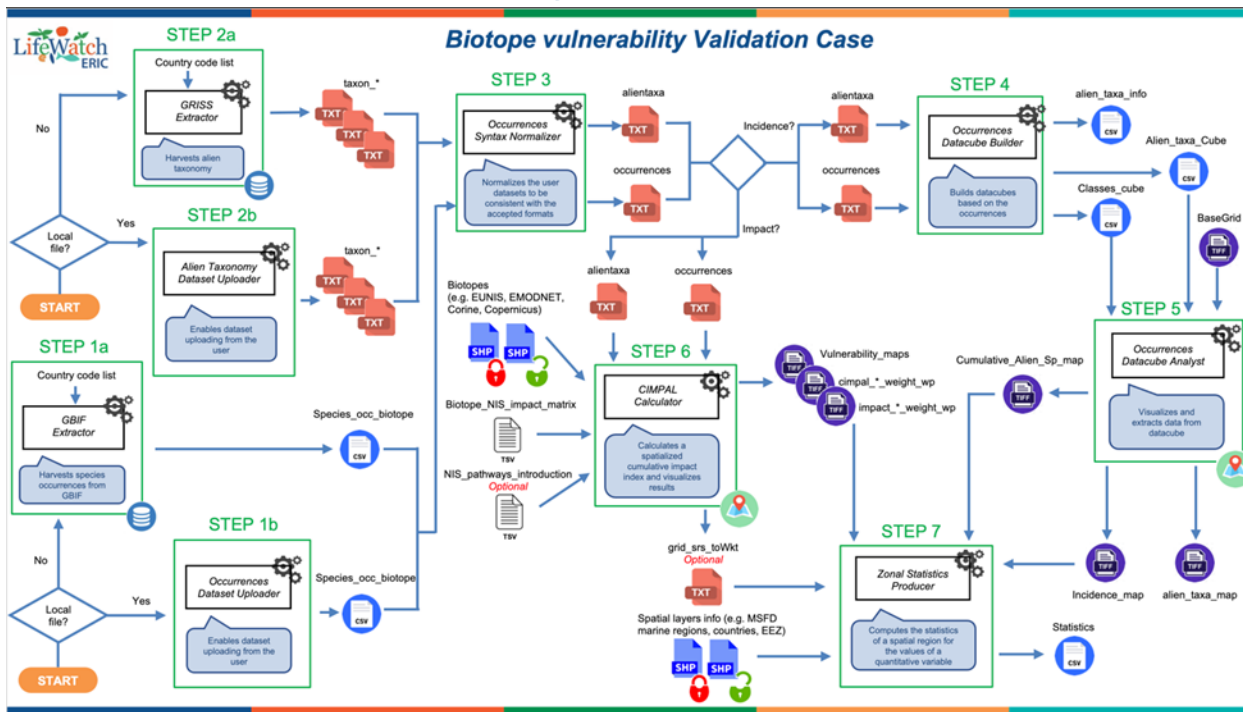 LifeWatch
ERIC
Biotope vulnerability Validation Case
STEP 2a
Country code list
GRISS
Extractor
Harvests alien
taxonomy
No
taxon_*
TXT
TXT
TXT
Local
file?
Yes
START
STEP 2b
Alien Taxonomy
Dataset Uploader
Enables dataset
uploading from the
user
taxon_*
TXT
TXT
TXT
STEP 1a
Country code list
GBIF
Extractor
Harvests species
occurrences from
GBIF
Species_occ_biotope
CSV
No
Local
file?
Yes
START
STEP 1b
Occurrences
Dataset Uploader
Enables dataset
uploading from the
user
Species_occ_biotope
CSV
STEP 3
Occurrences
Syntax Normalizer
Normalizes the user
datasets to be
consistent with the
accepted formats
alientaxa
TXT
occurrences
TXT
Incidence?
Impact?
alientaxa
TXT
occurrences
TXT
alientaxa
TXT
occurrences
TXT
STEP 4
Occurrences
Datacube Builder
Builds datacubes
based on the
occurrences
alien_taxa_info
CSV
Alien_taxa_Cube
CSV
Classes_cube
CSV
BaseGrid
TIFF
STEP 5
Occurrences
Datacube Analyst
Visualizes and
extracts data from
datacube
Cumulative_Alien_Sp_map
TIFF
TIFF
Incidence_map
TIFF
alien_taxa_map
Biotopes
(e.g. EUNIS, EMODNET,
Corine, Copernicus)
SHP
SHP
Biotope_NIS_impact_matrix
TSV
NIS_pathways_introduction
Optional
TSV
STEP 6
CIMPAL
Calculator
Calculates a
spatialized
cumulative impact
index and visualizes
results
Vulnerability_maps
TIFF
cimpal_*_weight_wp
TIFF
impact_*_weight_wp
TIFF
grid_srs_toWkt
Optional
TXT
Spatial layers info (e.g. MSFD
marine regions, countries, EEZ)
SHP
SHP
STEP 7
Zonal Statistics
Producer
Computes the statistics
of a spatial region for
the values of a
quantitative variable
Statistics
CSV